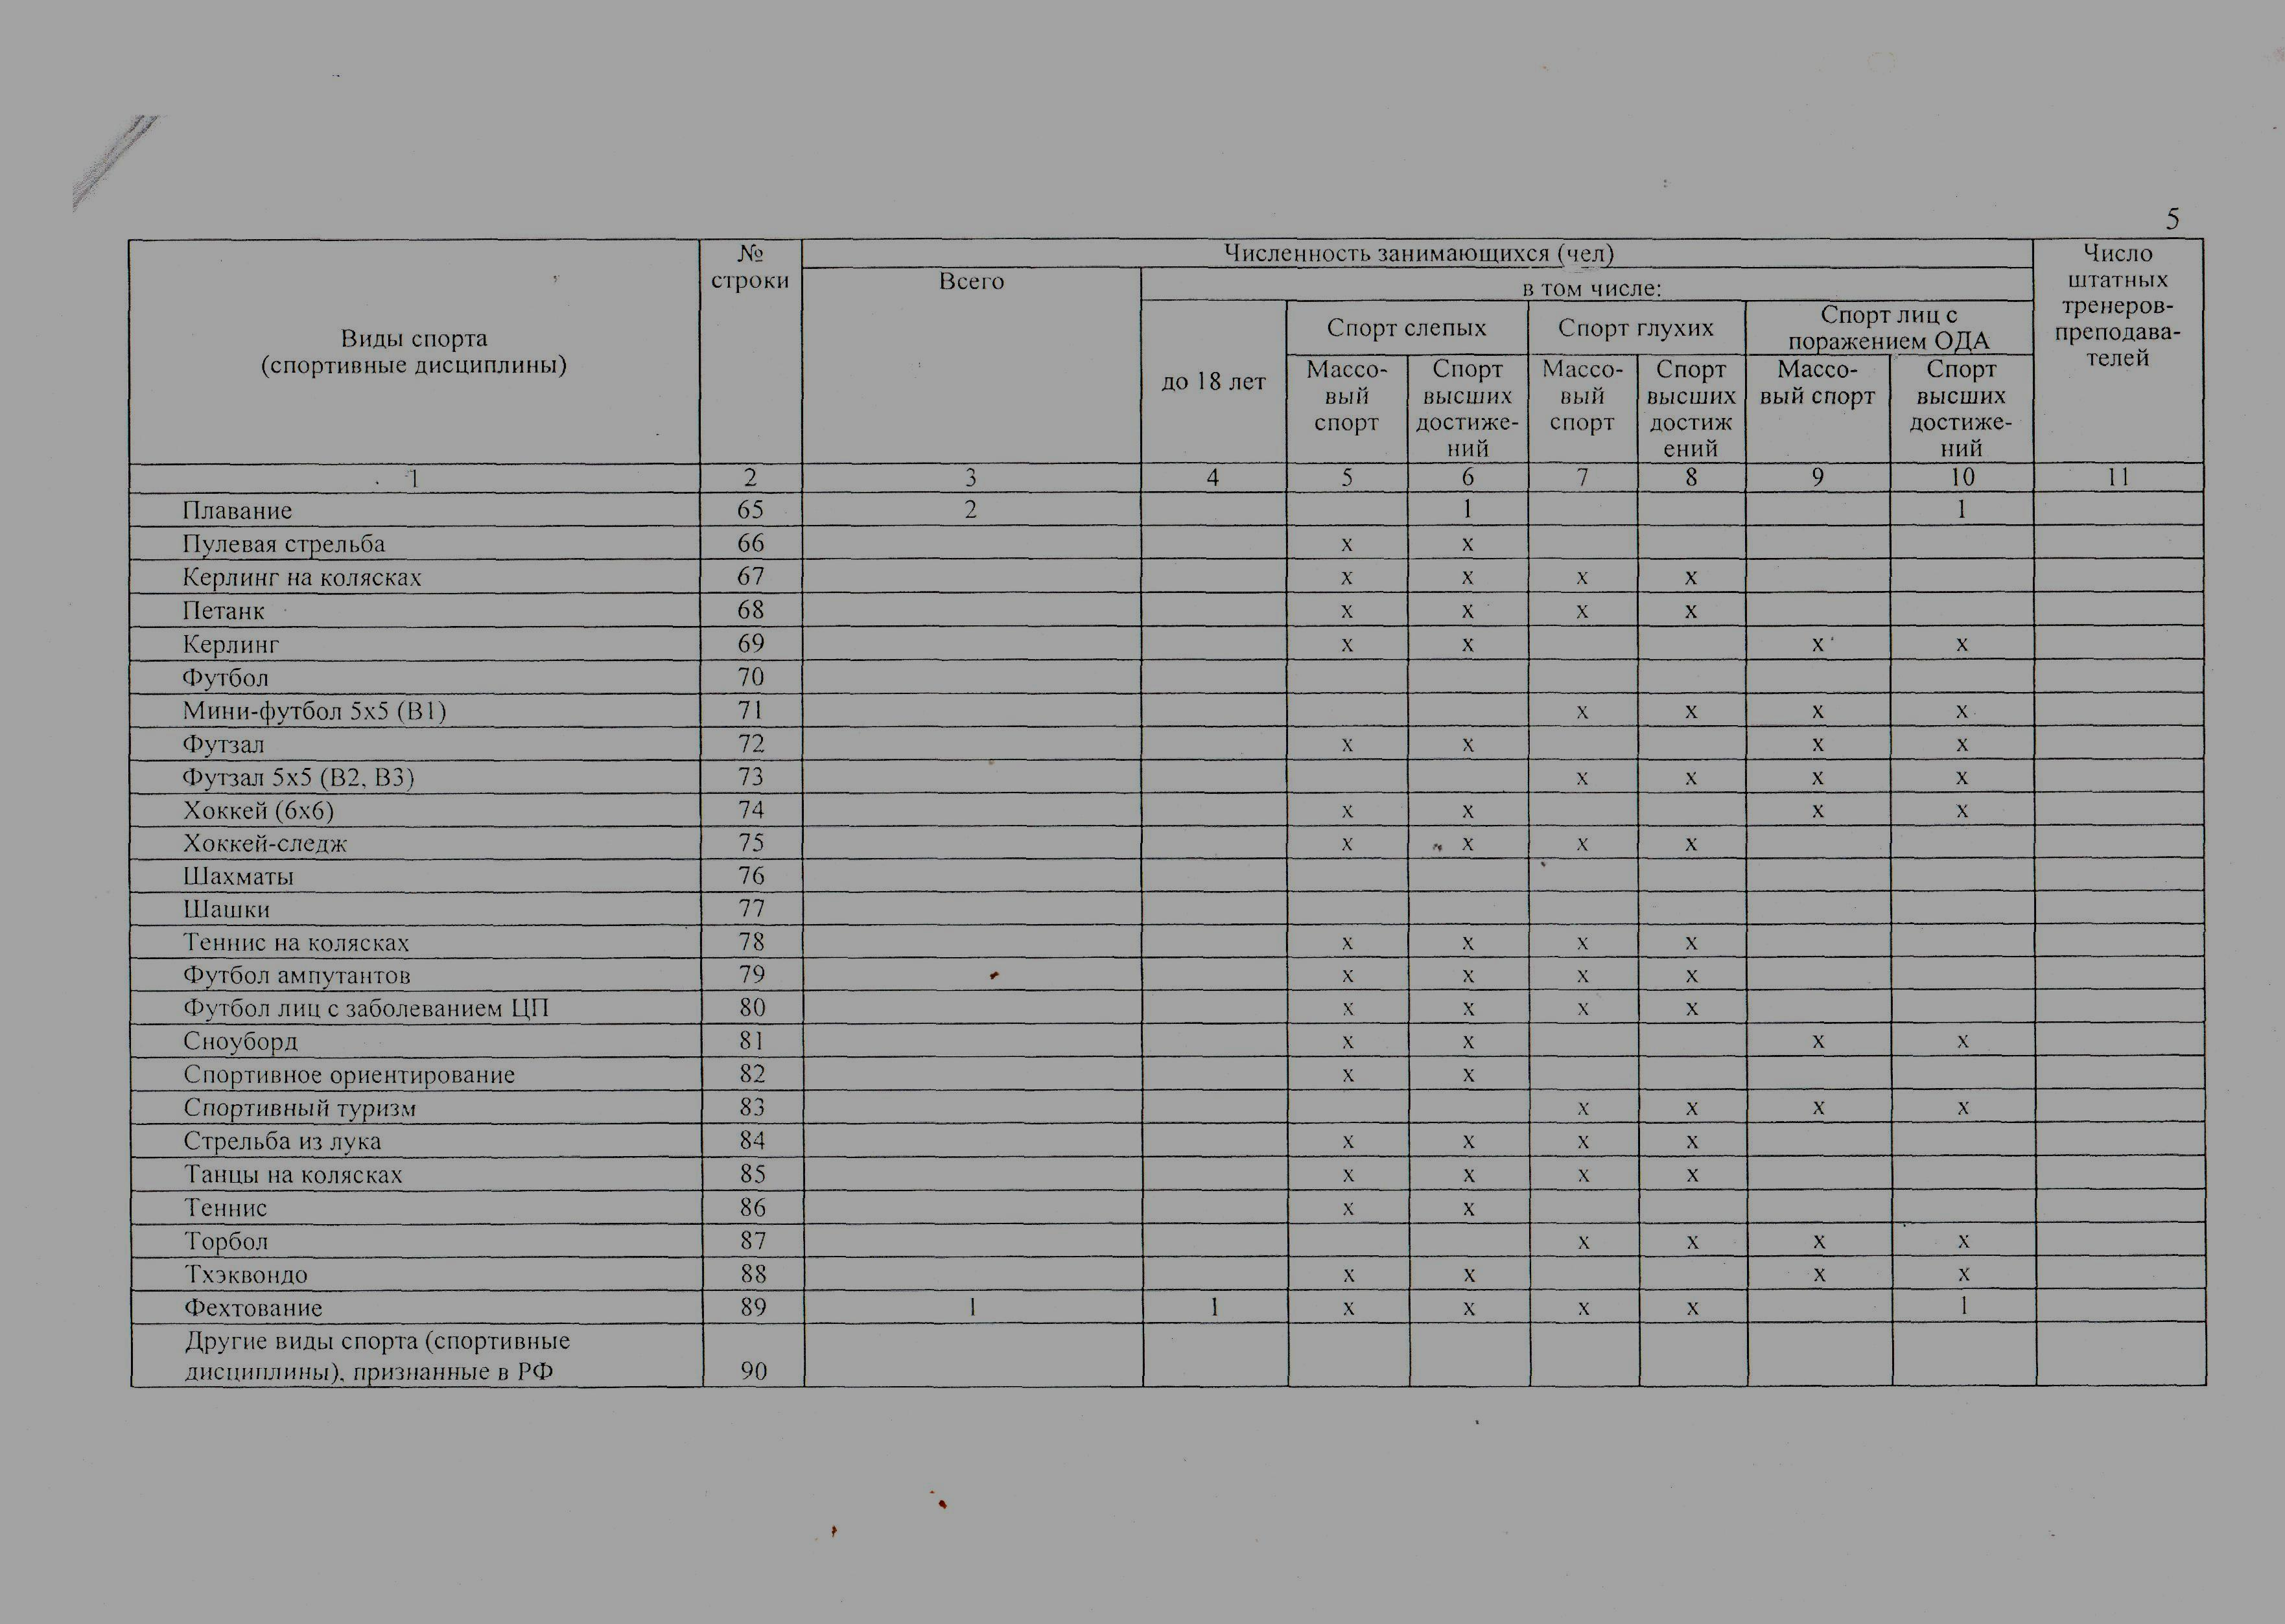 5
Виды спорта
(спортивные дисциплины)
№
строки
Численность занимающихся (чел)
Всего
в том числе:
до 18 лет
Спорт слепых
Спорт глухих
Спорт лиц с
поражением ОДА
Массо-
вый
спорт
Спорт
высших
достиже-
ний
Массо-
вый
спорт
Спорт
высших
достиж
ений
Массо-
вый спорт
Спорт
высших
достиже-
ний
Число
штатных
тренеров-
преподава-
телей
1 2 3 4 5 6 7 8 9 10 11
Плавание 65 2 1 1
Пулевая стрельба 66 х х
Керлинг на колясках 67 х х х х
Петанк 68 х х х х
Керлинг 69 х х х х
Футбол 70
Мини-футбол 5х5 (В1) 71 х х х х
Футзал 72 х х х х
Футзал 5х5 (В2, В3) 73 х х х х
Хоккей (6х6) 74 х х х х
Хоккей-следж 75 х х х х
Шахматы 76
Шашки 77
Теннис на колясках 78 х х х х
Футбол ампутантов 79 х х х х
Футбол лиц с заболеванием ЦП 80 х х х х
Сноуборд 81 х х х х
Спортивное ориентирование 82 х х
Спортивный туризм 83 х х х х
Стрельба из лука 84 х х х х
Танцы на колясках 85 х х х х
Теннис 86 х х
Торбол 87 х х х х
Тхэквондо 88 х х х х
Фехтование 89 1 1 х х х х 1
Другие виды спорта (спортивные
дисциплины), признанные в РФ 90